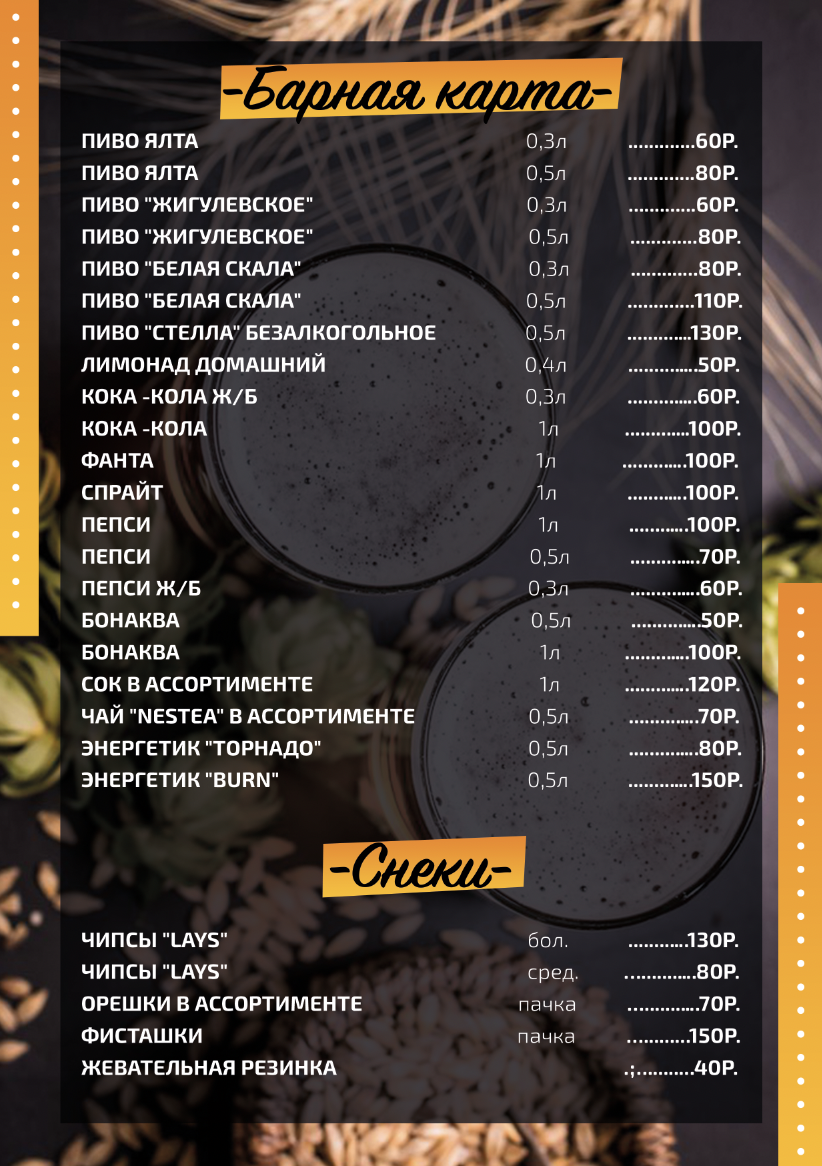 -Барная карта-
ПИВО ЯЛТА 0,3л ............60Р.
ПИВО ЯЛТА 0,5л ............80Р.
ПИВО "ЖИГУЛЕВСКОЕ" 0,3л ............60Р.
ПИВО "ЖИГУЛЕВСКОЕ" 0,5л ............80Р.
ПИВО "БЕЛАЯ СКАЛА" 0,3л ............80Р.
ПИВО "БЕЛАЯ СКАЛА" 0,5л ............110Р.
ПИВО "СТЕЛЛА" БЕЗАЛКОГОЛЬНОЕ 0,5л ............130Р.
ЛИМОНАД ДОМАШНИЙ 0,4л ............50Р.
КОКА -КОЛА Ж/Б 0,3л ............60Р.
КОКА -КОЛА 1л ............100Р.
ФАНТА 1л ............100Р.
СПРАЙТ 1л ............100Р.
ПЕПСИ 1л ............100Р.
ПЕПСИ 0,5л ............70Р.
ПЕПСИ Ж/Б 0,3л ............60Р.
БОНАКВА 0,5л ............50Р.
БОНАКВА 1л ............100Р.
СОК В АССОРТИМЕНТЕ 1л ............120Р.
ЧАЙ "NESTEA" В АССОРТИМЕНТЕ 0,5л ............70Р.
ЭНЕРГЕТИК "ТОРНАДО" 0,5л ............80Р.
ЭНЕРГЕТИК "BURN" 0,5л ............150Р.
-Снеки-
ЧИПСЫ "LAYS" бол. ...........130Р.
ЧИПСЫ "LAYS" сред. .............80Р.
ОРЕШКИ В АССОРТИМЕНТЕ пачка .............70Р.
ФИСТАШКИ пачка ............150Р.
ЖЕВАТЕЛЬНАЯ РЕЗИНКА .;...........40Р.